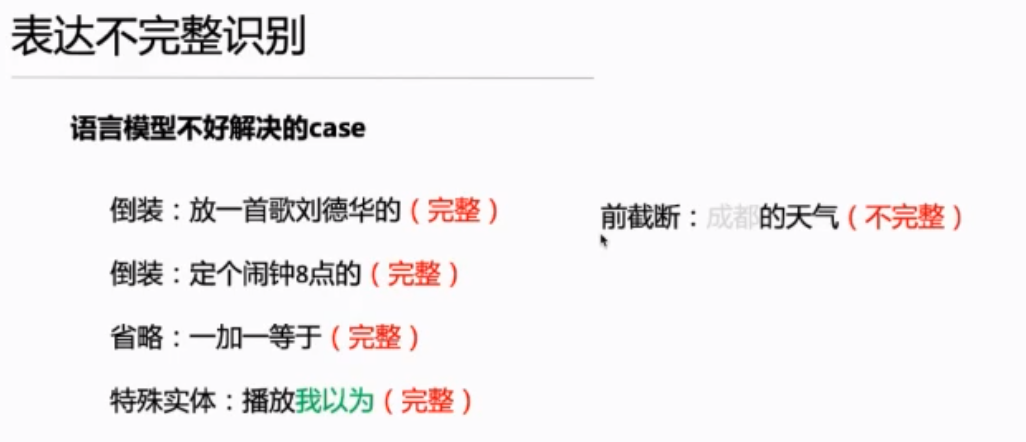 表达不完整识别
语言模型不好解决的case
倒装：放一首歌刘德华的（完整）
倒装：定个闹钟8点的（完整）
省略：一加一等于（完整）
特殊实体：播放我以为（完整）
前截断：成都的天气（不完整）